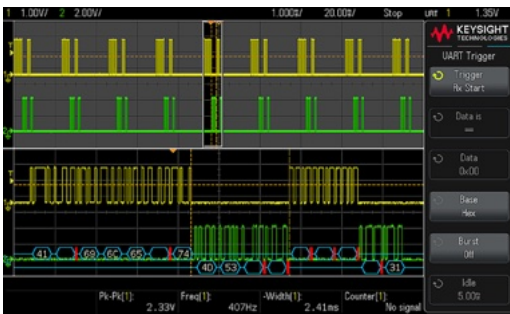 1 1.00V/ 2 2.00V/ 1.000s/ 20.00s/ Stop UART 1 1.35V
KEYSIGHT
TECHNOLOGIES
UART Trigger
Trigger
Rx Start
Data is
=
Data
0x00
Base
Hex
Burst
Off
Idle
41 69 6C 65 74
4D 53 31
Pk-Pk(1): Freq(1): -Width(1): Counter(1):
2.33V 407Hz 2.41ms No signal